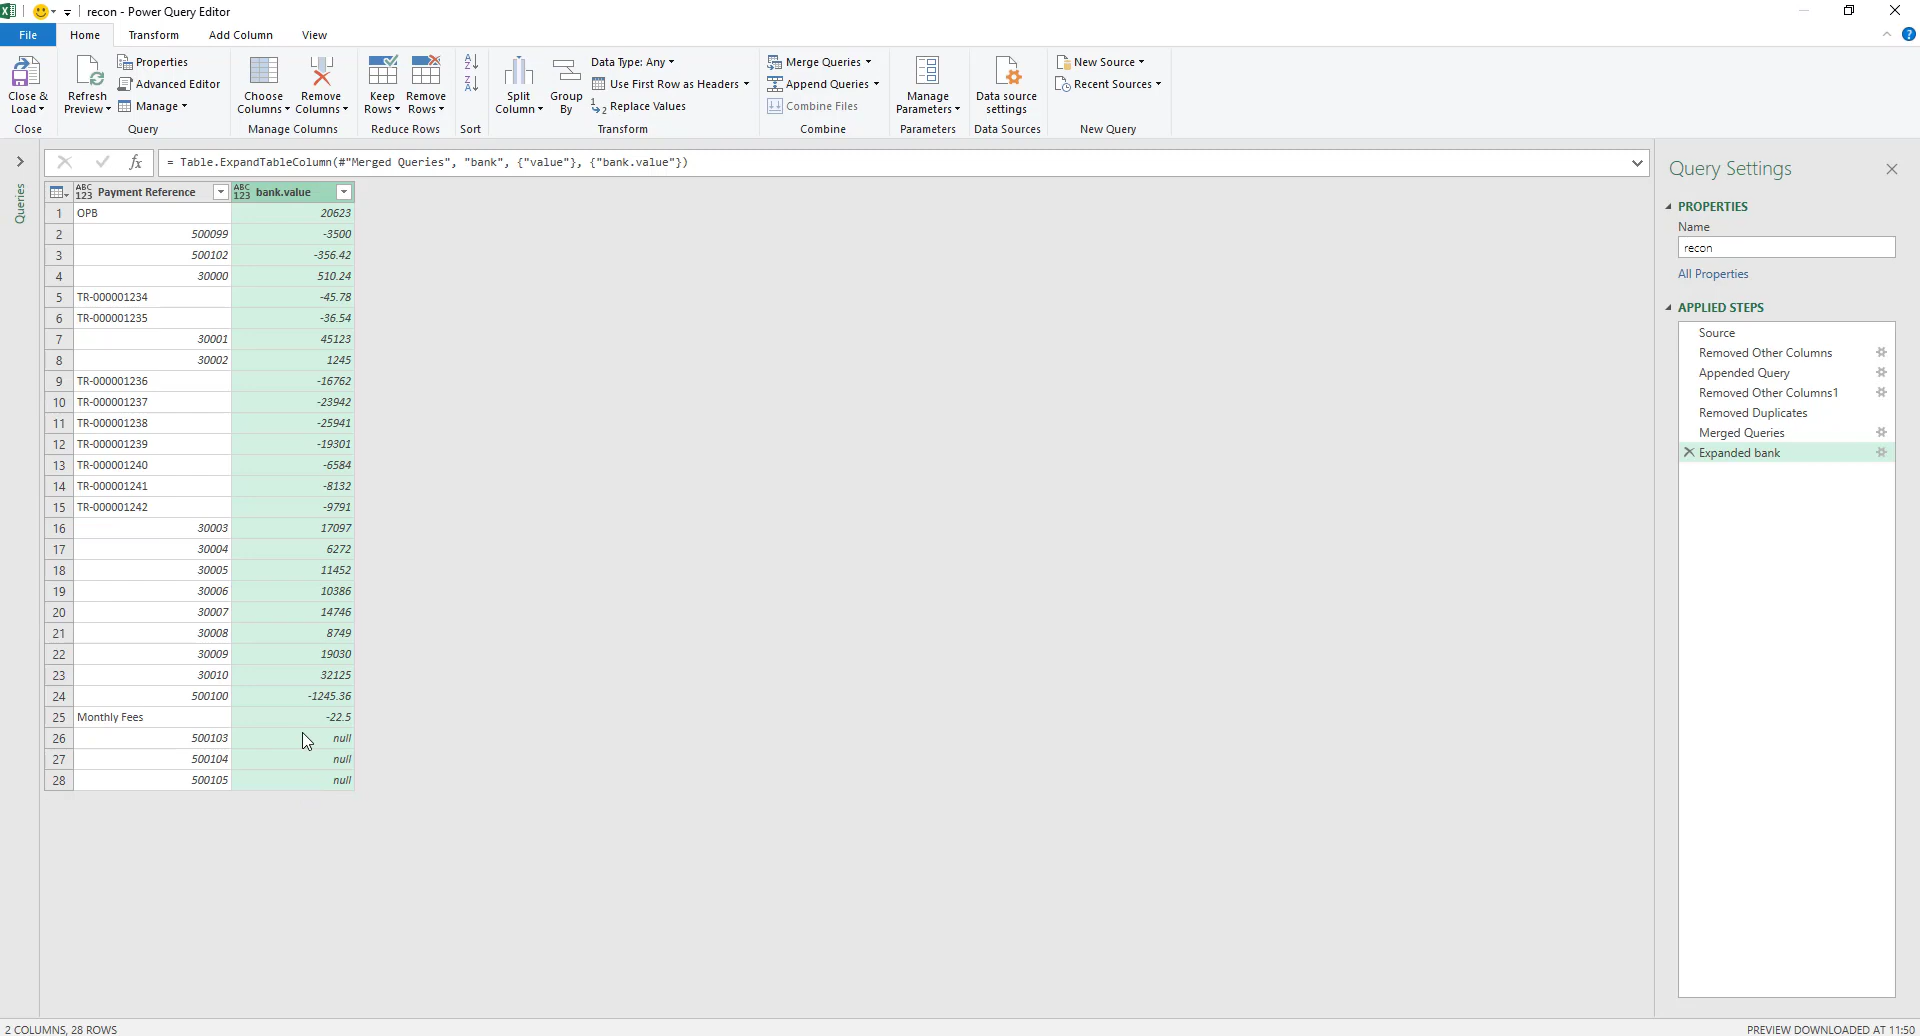 recon - Power Query Editor
File
Home
Transform
Add Column
View
Close & Load
Close
Refresh Preview
Properties
Advanced Editor
Manage
Query
Choose Columns
Remove Columns
Manage Columns
Keep Rows
Remove Rows
Reduce Rows
A Z
Z A
Sort
Split Column
Group By
Data Type: Any
Use First Row as Headers
1 2 Replace Values
Transform
Merge Queries
Append Queries
Combine Files
Combine
Manage Parameters
Parameters
Data source settings
Data Sources
New Source
Recent Sources
New Query
?
Queries
fx
= Table.ExpandTableColumn(#"Merged Queries", "bank", {"value"}, {"bank.value"})
ABC 123 Payment Reference ABC 123 bank.value
1 OPB 20623
2 500099 -3500
3 500102 -356.42
4 30000 510.24
5 TR-000001234 -45.78
6 TR-000001235 -36.54
7 30001 45123
8 30002 1245
9 TR-000001236 -16762
10 TR-000001237 -23942
11 TR-000001238 -25941
12 TR-000001239 -19301
13 TR-000001240 -6584
14 TR-000001241 -8132
15 TR-000001242 -9791
16 30003 17097
17 30004 6272
18 30005 11452
19 30006 10386
20 30007 14746
21 30008 8749
22 30009 19030
23 30010 32125
24 500100 -1245.36
25 Monthly Fees -22.5
26 500103 null
27 500104 null
28 500105 null
Query Settings
PROPERTIES
Name
recon
All Properties
APPLIED STEPS
Source
Removed Other Columns
Appended Query
Removed Other Columns1
Removed Duplicates
Merged Queries
Expanded bank
2 COLUMNS, 28 ROWS
PREVIEW DOWNLOADED AT 11:50